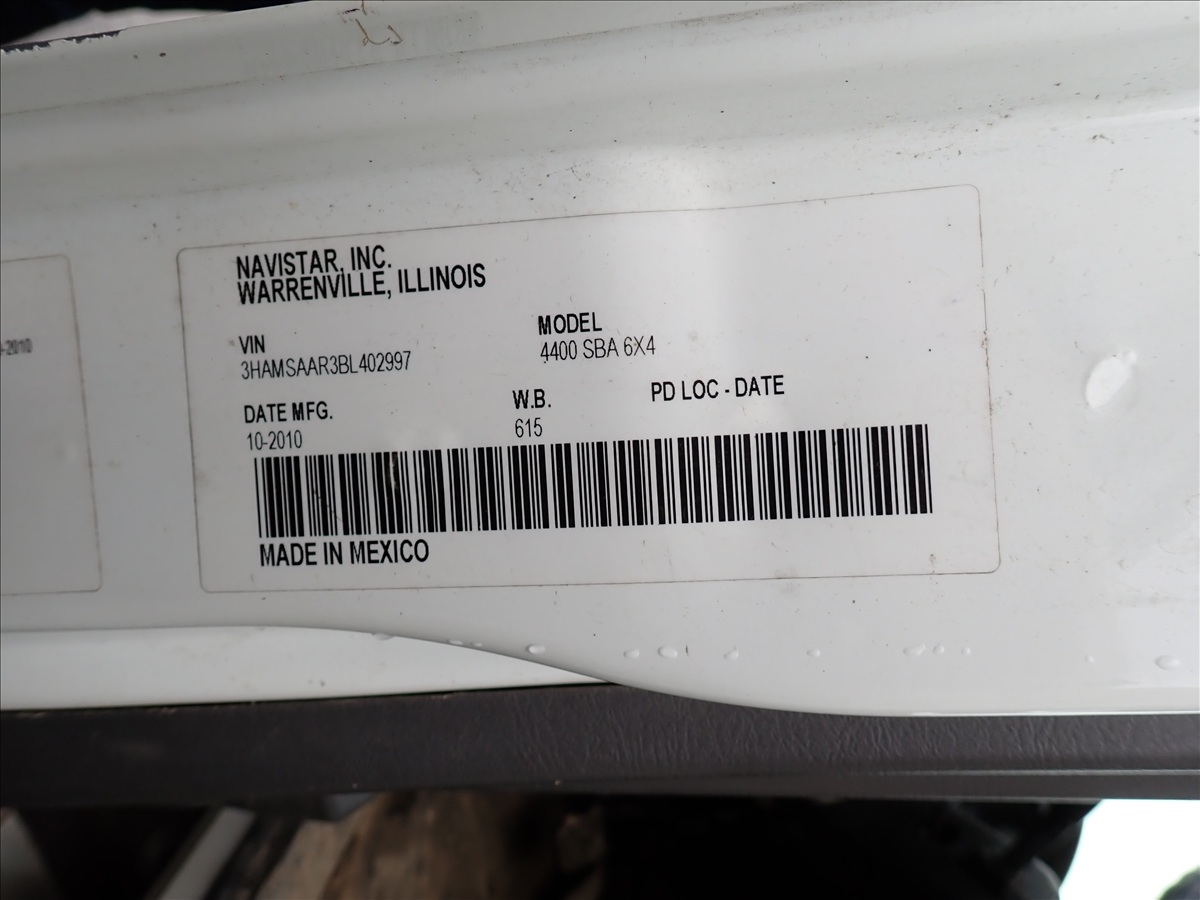 NAVISTAR, INC.
WARRENVILLE, ILLINOIS
VIN
3HAMSAAR3BL402997
MODEL
4400 SBA 6X4
DATE MFG.
10-2010
W.B.
615
PD LOC - DATE
MADE IN MEXICO
-2010